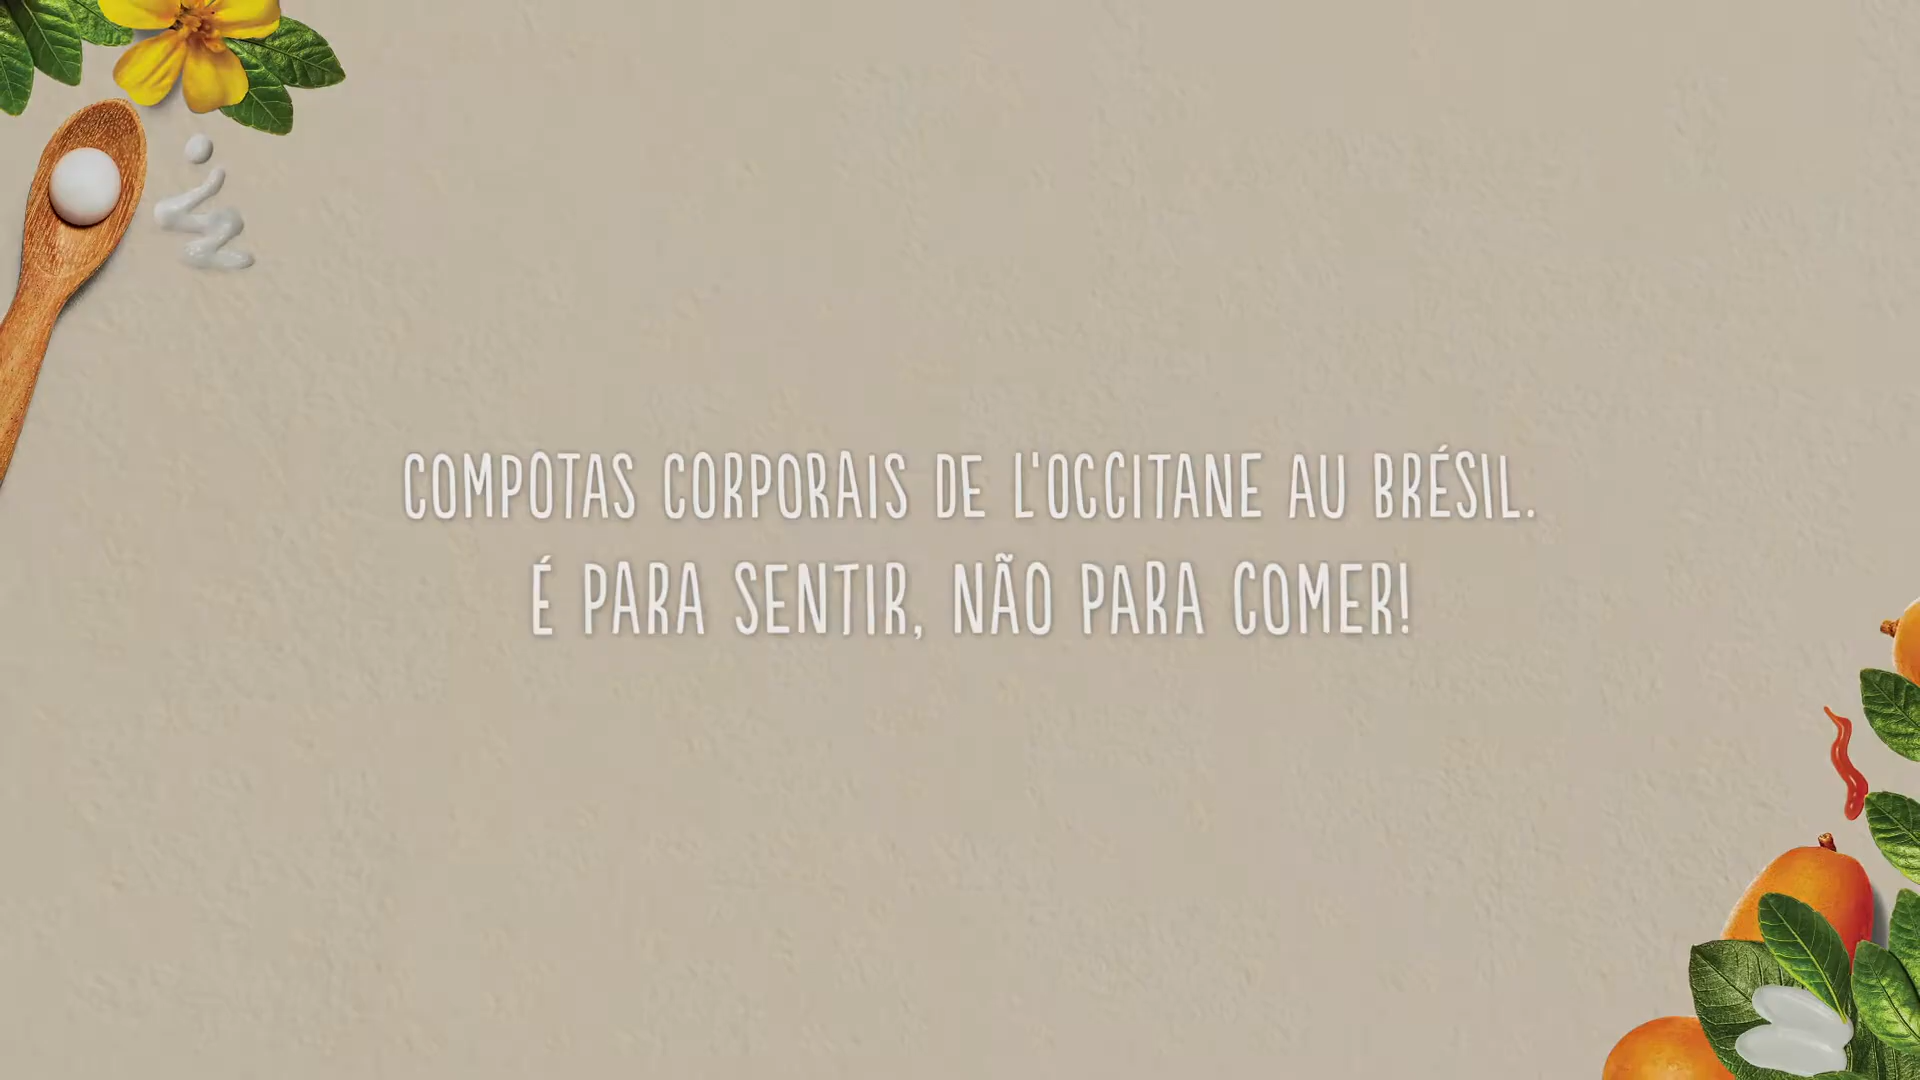 COMPOTAS CORPORAIS DE L'OCCITANE AU BRÉSIL.
É PARA SENTIR, NÃO PARA COMER!